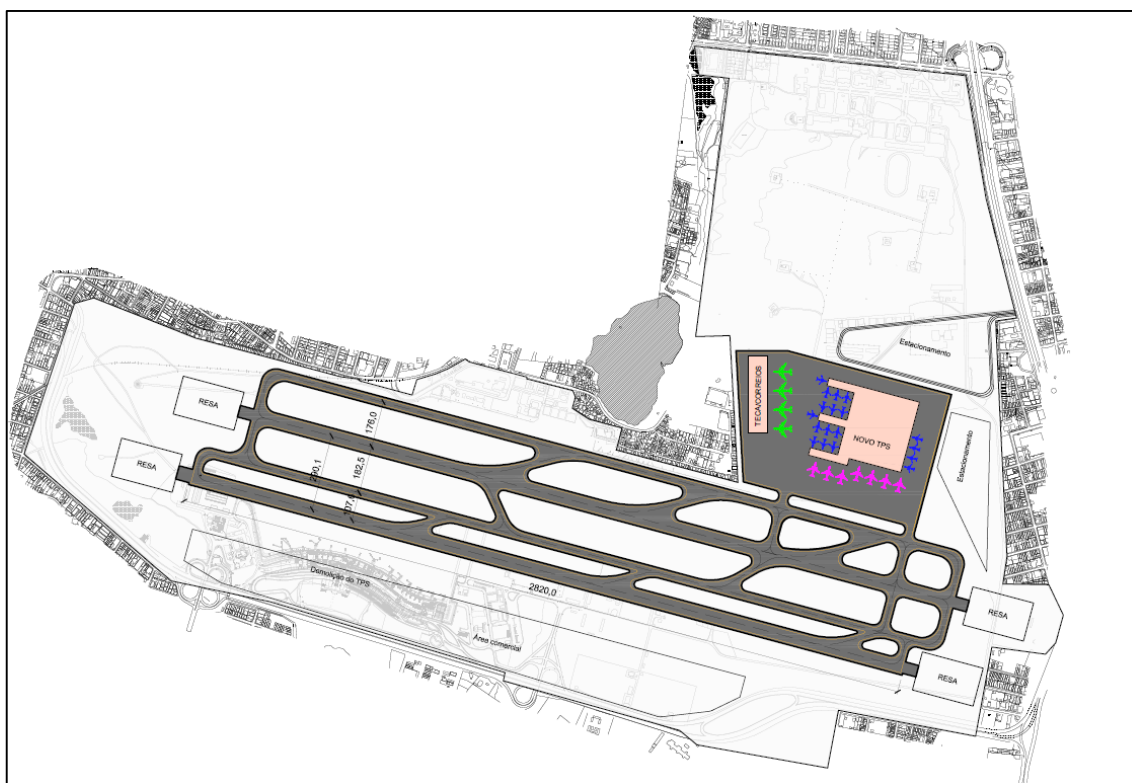 Estacionamento
TECA/CORREIOS
NOVO TPS
Estacionamento
RESA
RESA
176,0
182,5
290,1
Demolição do TPS
2820,0
Área comercial
RESA
RESA